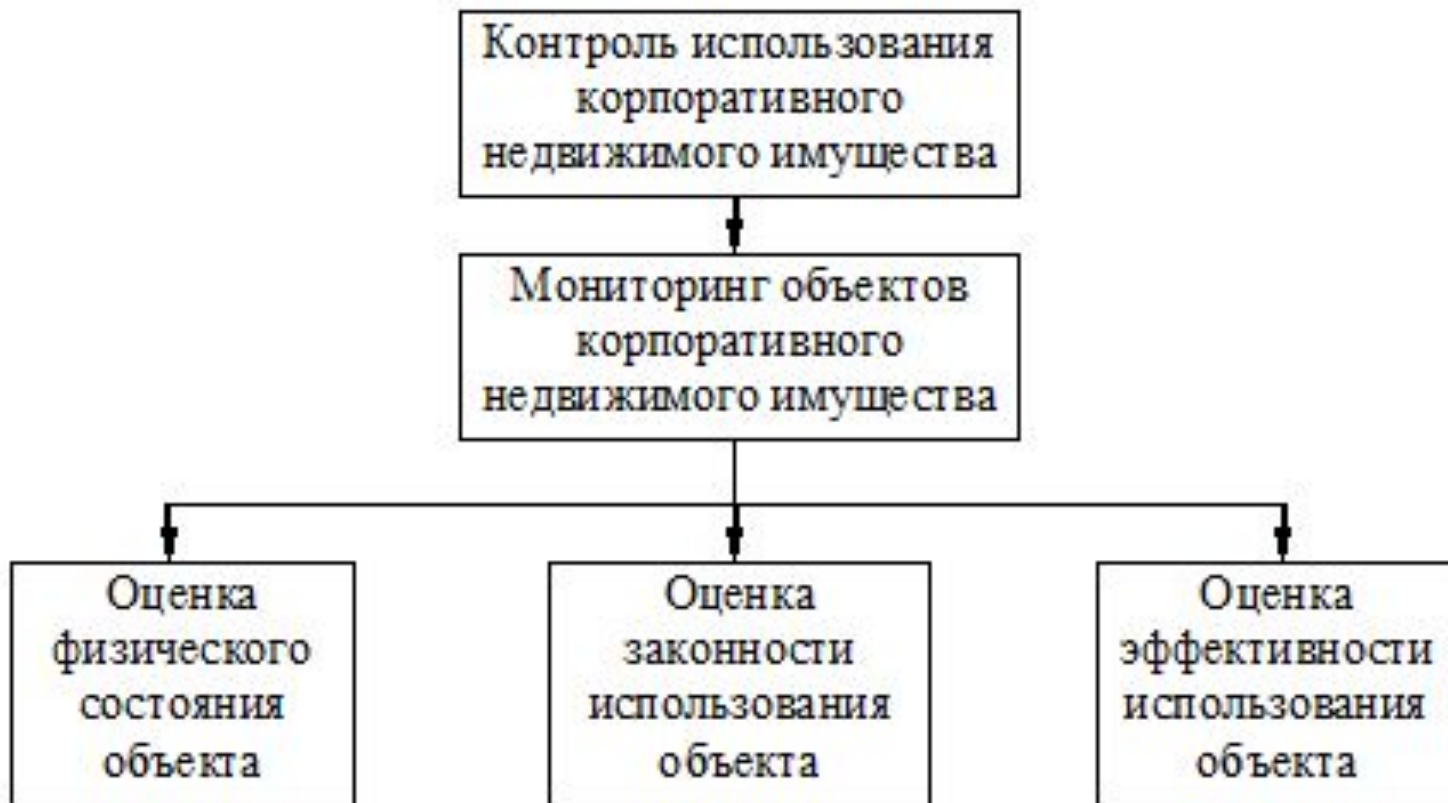 Контроль использования
корпоративного
недвижимого имущества
Мониторинг объектов
корпоративного
недвижимого имущества
Оценка
физического
состояния
объекта
Оценка
законности
использования
объекта
Оценка
эффективности
использования
объекта